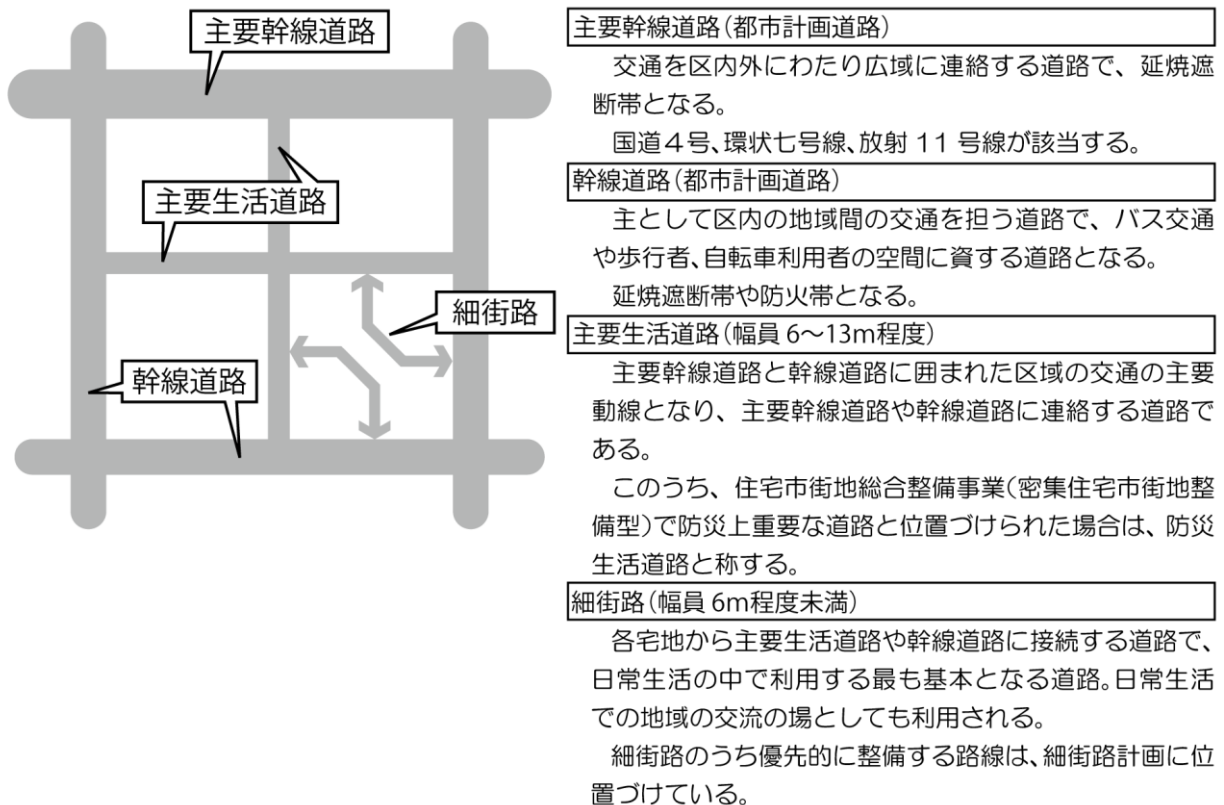 主要幹線道路
主要生活道路
細街路
幹線道路
主要幹線道路(都市計画道路)
交通を区内外にわたり広域に連絡する道路で、延焼遮
断帯となる。
国道4号、環状七号線、放射 11 号線が該当する。
幹線道路(都市計画道路)
主として区内の地域間の交通を担う道路で、バス交通
や歩行者、自転車利用者の空間に資する道路となる。
延焼遮断帯や防火帯となる。
主要生活道路(幅員 6〜13m程度)
主要幹線道路と幹線道路に囲まれた区域の交通の主要
動線となり、主要幹線道路や幹線道路に連絡する道路で
ある。
このうち、住宅市街地総合整備事業(密集住宅市街地整
備型)で防災上重要な道路と位置づけられた場合は、防災
生活道路と称する。
細街路(幅員 6m程度未満)
各宅地から主要生活道路や幹線道路に接続する道路で、
日常生活の中で利用する最も基本となる道路。日常生活
での地域の交流の場としても利用される。
細街路のうち優先的に整備する路線は、細街路計画に位
置づけている。